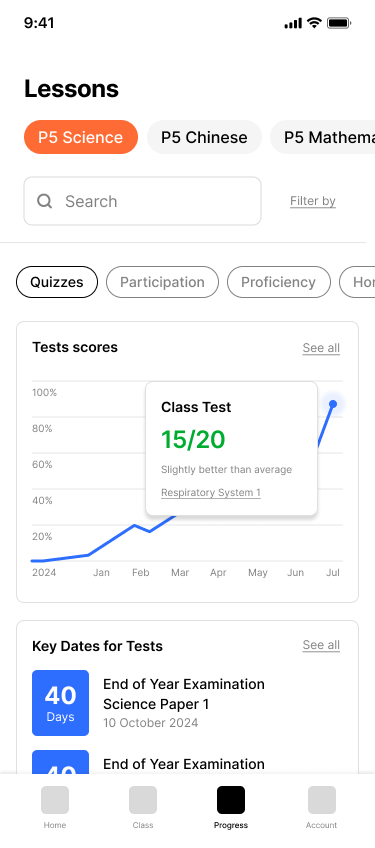 9:41
Lessons
P5 Science P5 Chinese P5 Mathema
Search Filter by
Quizzes Participation Proficiency Hor
Tests scores See all
100%
80%
60%
40%
20%
Class Test
15/20
Slightly better than average
Respiratory System 1
2024 Jan Feb Mar Apr May Jun Jul
Key Dates for Tests See all
40
Days
End of Year Examination
Science Paper 1
10 October 2024
40
End of Year Examination
Home Class Progress Account